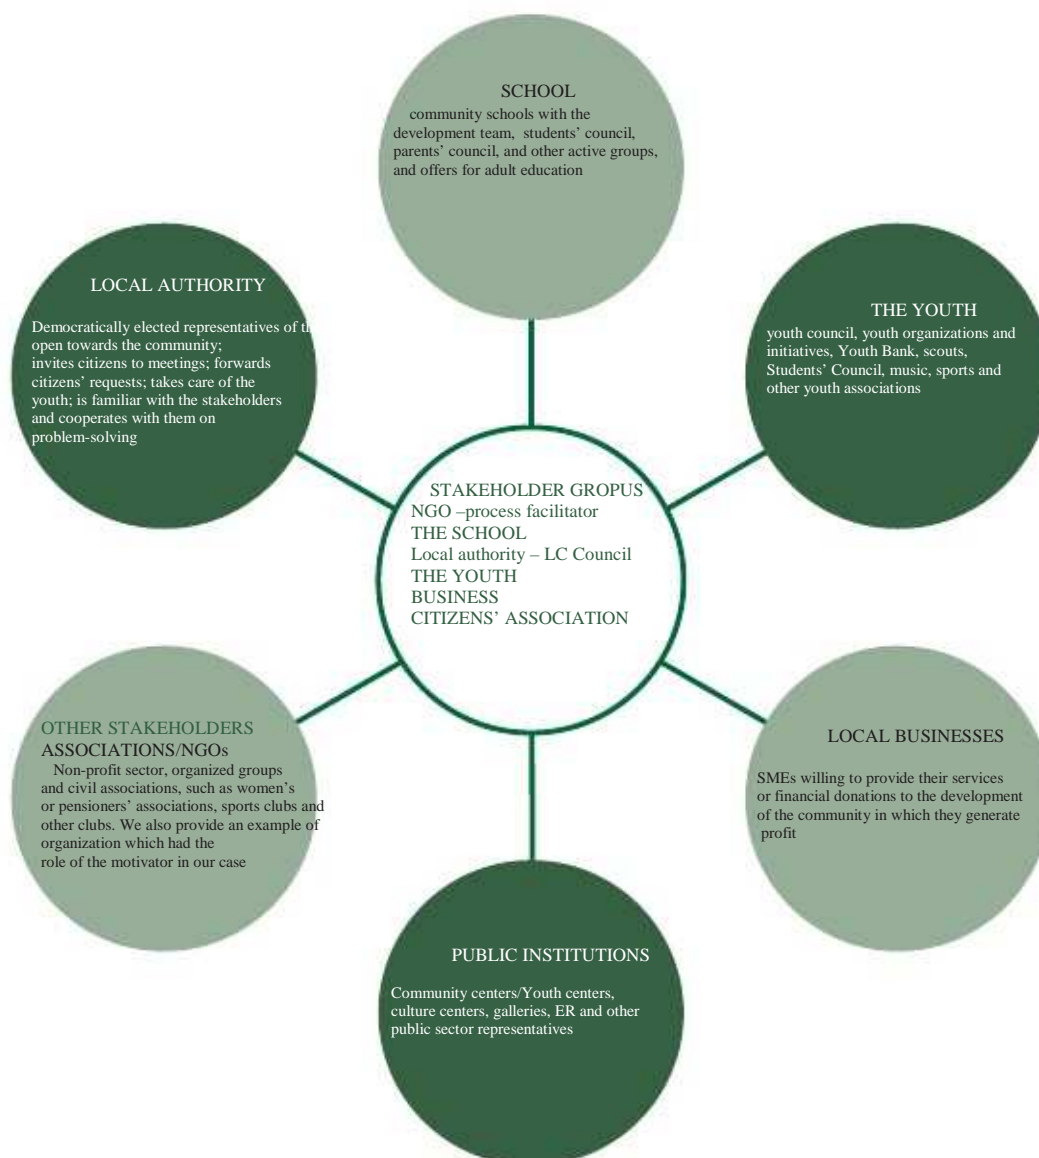 SCHOOL
community schools with the
development team, students’ council,
parents’ council, and other active groups,
and offers for adult education
LOCAL AUTHORITY
Democratically elected representatives of
open towards the community;
invites citizens to meetings; forwards
citizens’ requests; takes care of the
youth; is familiar with the stakeholders
and cooperates with them on
problem-solving
THE YOUTH
youth council, youth organizations and
initiatives, Youth Bank, scouts,
Students’ Council, music, sports and
other youth associations
STAKEHOLDER GROPUS
NGO –process facilitator
THE SCHOOL
Local authority – LC Council
THE YOUTH
BUSINESS
CITIZENS’ ASSOCIATION
OTHER STAKEHOLDERS
ASSOCIATIONS/NGOs
Non-profit sector, organized groups
and civil associations, such as women’s
or pensioners’ associations, sports clubs and
other clubs. We also provide an example of
organization which had the
role of the motivator in our case
LOCAL BUSINESSES
SMEs willing to provide their services
or financial donations to the development
of the community in which they generate
profit
PUBLIC INSTITUTIONS
Community centers/Youth centers,
culture centers, galleries, ER and other
public sector representatives